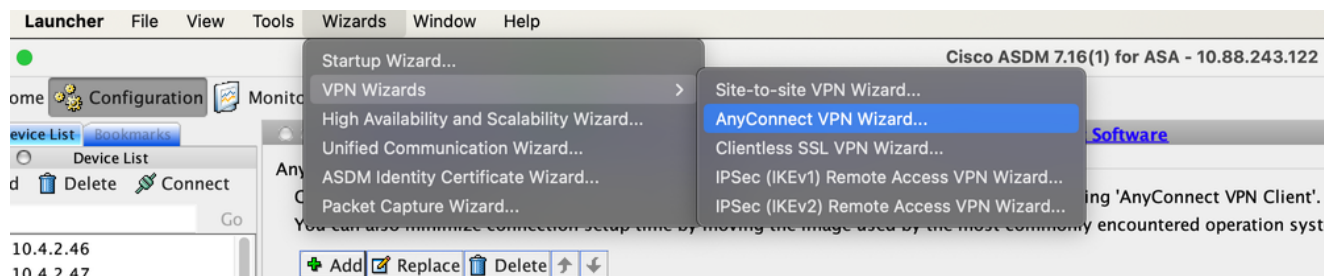 Launcher File View Tools Wizards Window Help
Cisco ASDM 7.16(1) for ASA - 10.88.243.122
Startup Wizard...
VPN Wizards >
High Availability and Scalability Wizard...
Unified Communication Wizard...
ASDM Identity Certificate Wizard...
Packet Capture Wizard...
Site-to-site VPN Wizard...
AnyConnect VPN Wizard...
Clientless SSL VPN Wizard...
IPSec (IKEv1) Remote Access VPN Wizard...
IPSec (IKEv2) Remote Access VPN Wizard...
ome Configuration Monito
evice List Bookmarks
Software
Device List
d Delete Connect
Any
ing 'AnyConnect VPN Client'.
Go
You can also minimize connection setup time by moving the image used by the most commonly encountered operation syst
10.4.2.46
10.4.2.47
Add Replace Delete